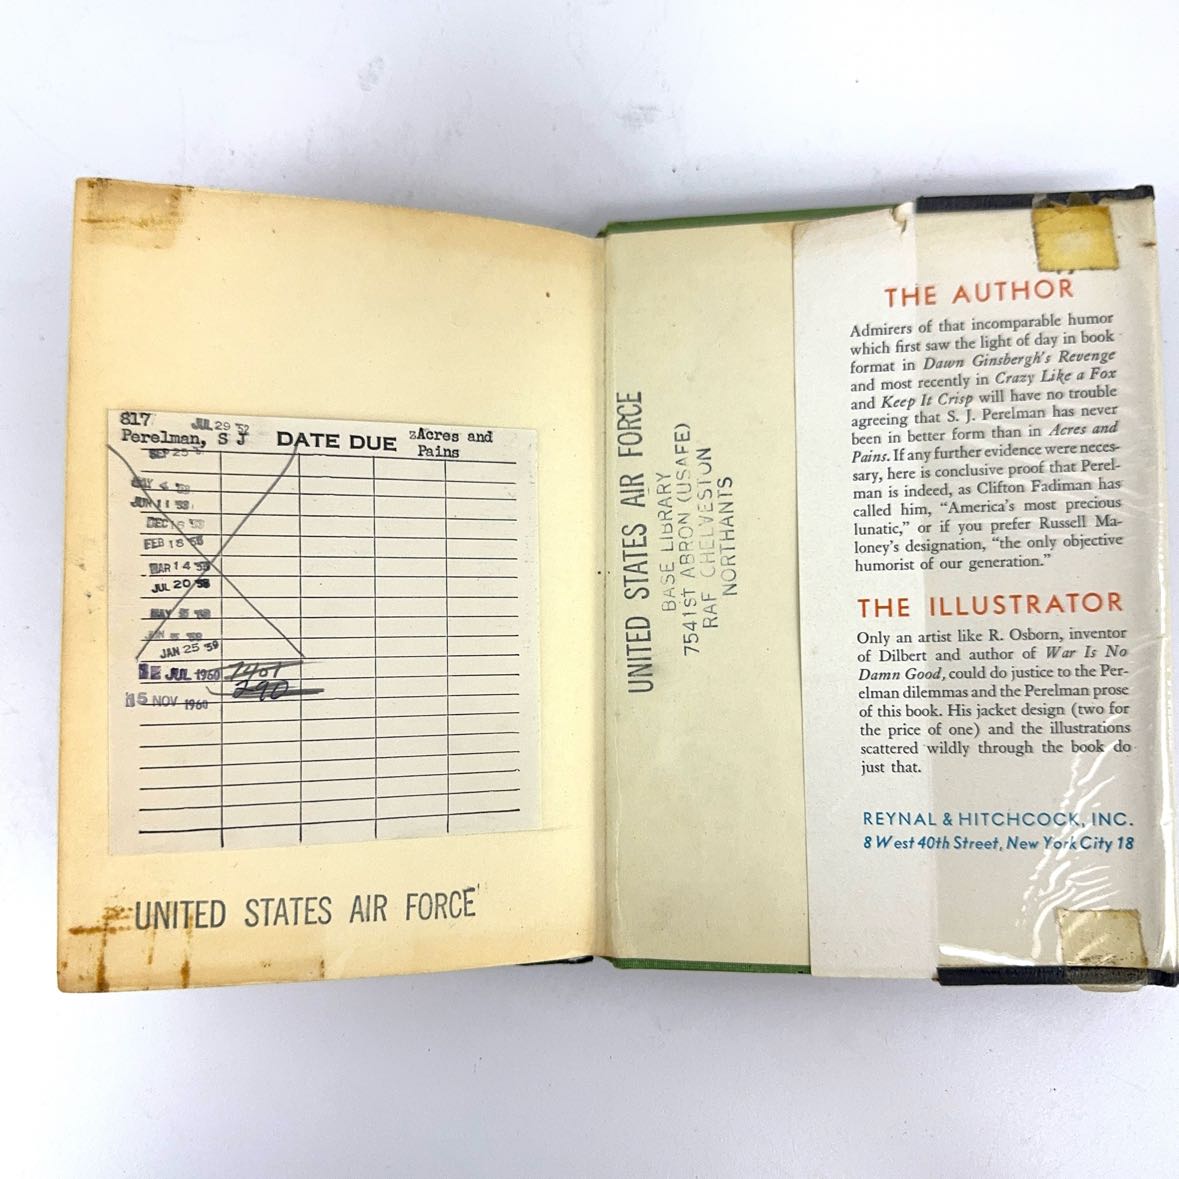 817
JUL 29 52
Perelman, S J
DATE DUE
zAcres and
Pains
SEP 25
JUN 11 '58
DEC 16 58
FEB 18 58
MAR 14 58
JUL 20 58
JAN 25 '59
JUL 1960
290
15 NOV 1960
UNITED STATES AIR FORCE
UNITED STATES AIR FORCE
BASE LIBRARY
7541ST ABRON (USAFE)
RAF CHELVESTON
NORTHANTS
THE AUTHOR
Admirers of that incomparable humor
which first saw the light of day in book
format in Dawn Ginsbergh's Revenge
and most recently in Crazy Like a Fox
and Keep It Crisp will have no trouble
agreeing that S. J. Perelman has never
been in better form than in Acres and
Pains. If any further evidence were neces-
sary, here is conclusive proof that Perel-
man is indeed, as Clifton Fadiman has
called him, "America's most precious
lunatic," or if you prefer Russell Ma-
loney's designation, "the only objective
humorist of our generation."
THE ILLUSTRATOR
Only an artist like R. Osborn, inventor
of Dilbert and author of War Is No
Damn Good, could do justice to the Per-
elman dilemmas and the Perelman prose
of this book. His jacket design (two for
the price of one) and the illustrations
scattered wildly through the book do
just that.
REYNAL & HITCHCOCK, INC.
8 West 40th Street, New York City 18